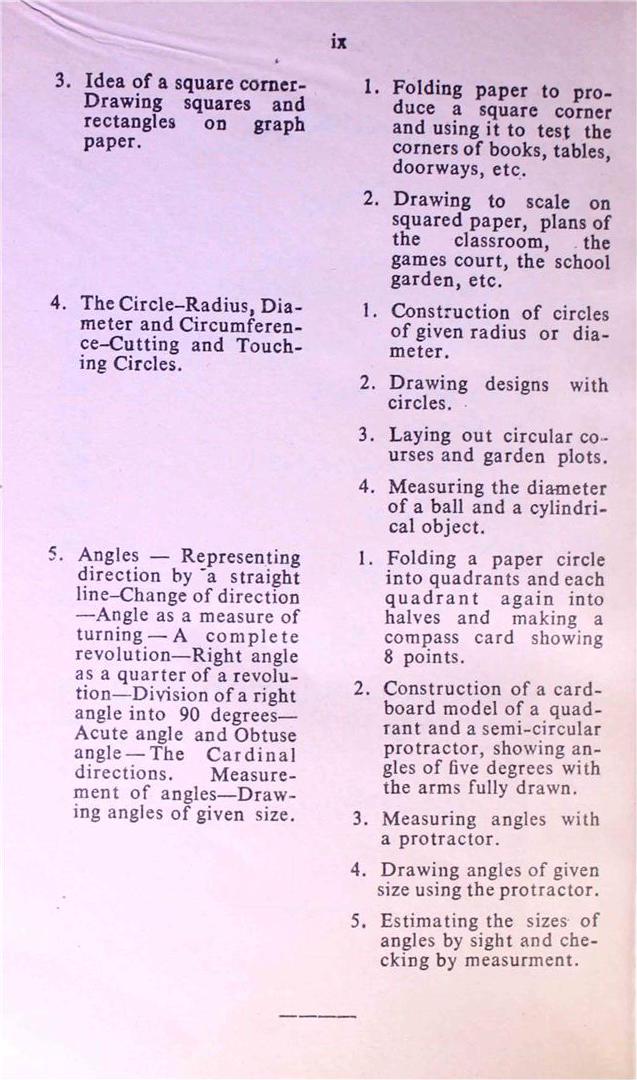 ix
3. Idea of a square corner-
Drawing squares and
rectangles on graph
paper.
1. Folding paper to pro-
duce a square corner
and using it to test the
corners of books, tables,
doorways, etc.
2. Drawing to scale on
squared paper, plans of
the classroom, the
games court, the school
garden, etc.
4. The Circle–Radius, Dia-
meter and Circumferen-
ce–Cutting and Touch-
ing Circles.
1. Construction of circles
of given radius or dia-
meter.
2. Drawing designs with
circles.
3. Laying out circular co-
urses and garden plots.
4. Measuring the diameter
of a ball and a cylindri-
cal object.
5. Angles — Representing
direction by a straight
line–Change of direction
—Angle as a measure of
turning — A complete
revolution—Right angle
as a quarter of a revolu-
tion—Division of a right
angle into 90 degrees—
Acute angle and Obtuse
angle — The Cardinal
directions. Measure-
ment of angles—Draw-
ing angles of given size.
1. Folding a paper circle
into quadrants and each
quadrant again into
halves and making a
compass card showing
8 points.
2. Construction of a card-
board model of a quad-
rant and a semi-circular
protractor, showing an-
gles of five degrees with
the arms fully drawn.
3. Measuring angles with
a protractor.
4. Drawing angles of given
size using the protractor.
5. Estimating the sizes of
angles by sight and che-
cking by measurment.